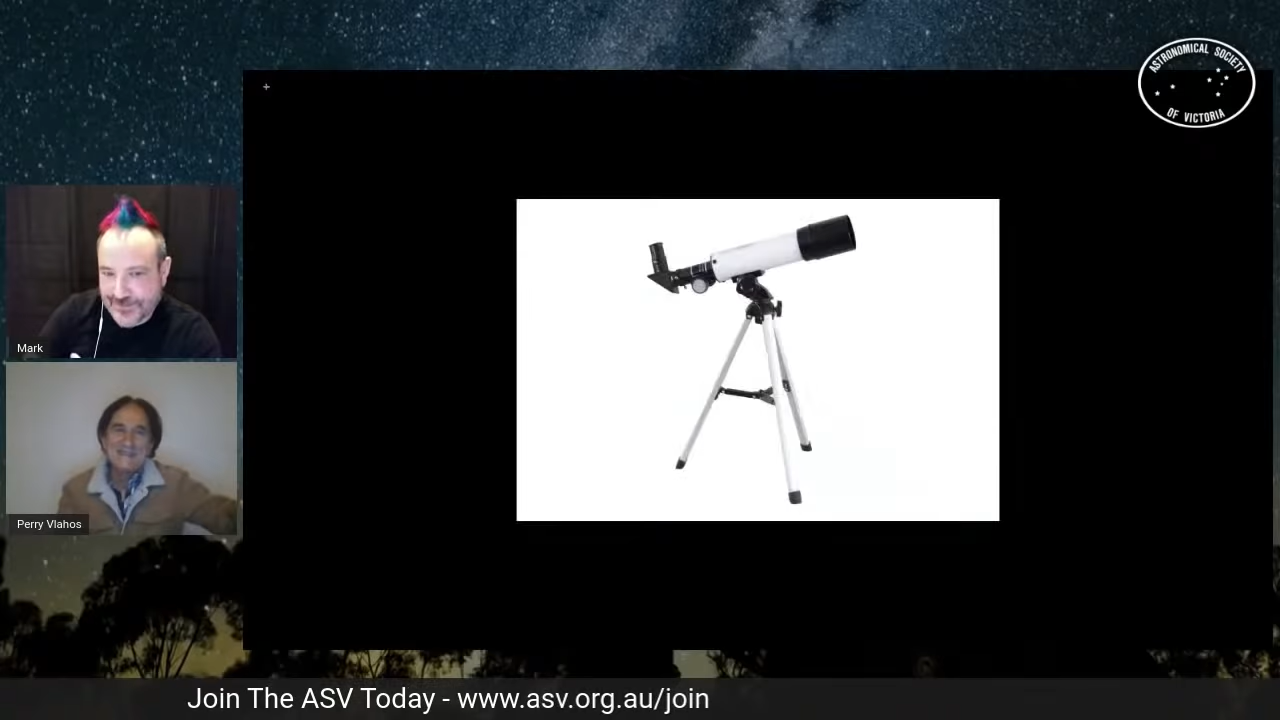 ASTRONOMICAL SOCIETY
OF VICTORIA
Mark
Perry Vlahos
Join The ASV Today - www.asv.org.au/join